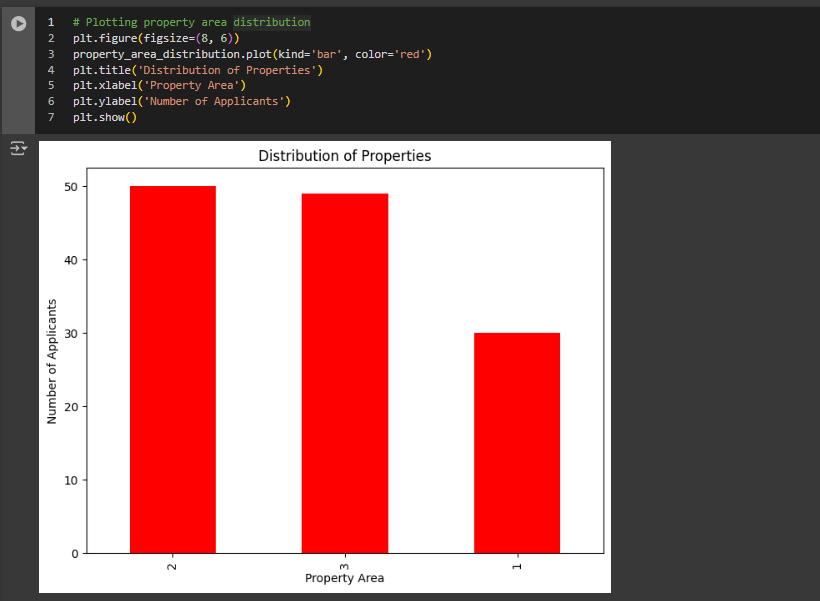 1 # Plotting property area distribution
2 plt.figure(figsize=(8, 6))
3 property_area_distribution.plot(kind='bar', color='red')
4 plt.title('Distribution of Properties')
5 plt.xlabel('Property Area')
6 plt.ylabel('Number of Applicants')
7 plt.show()
Distribution of Properties
50
40
30
20
10
0
Number of Applicants
2 3 1
Property Area